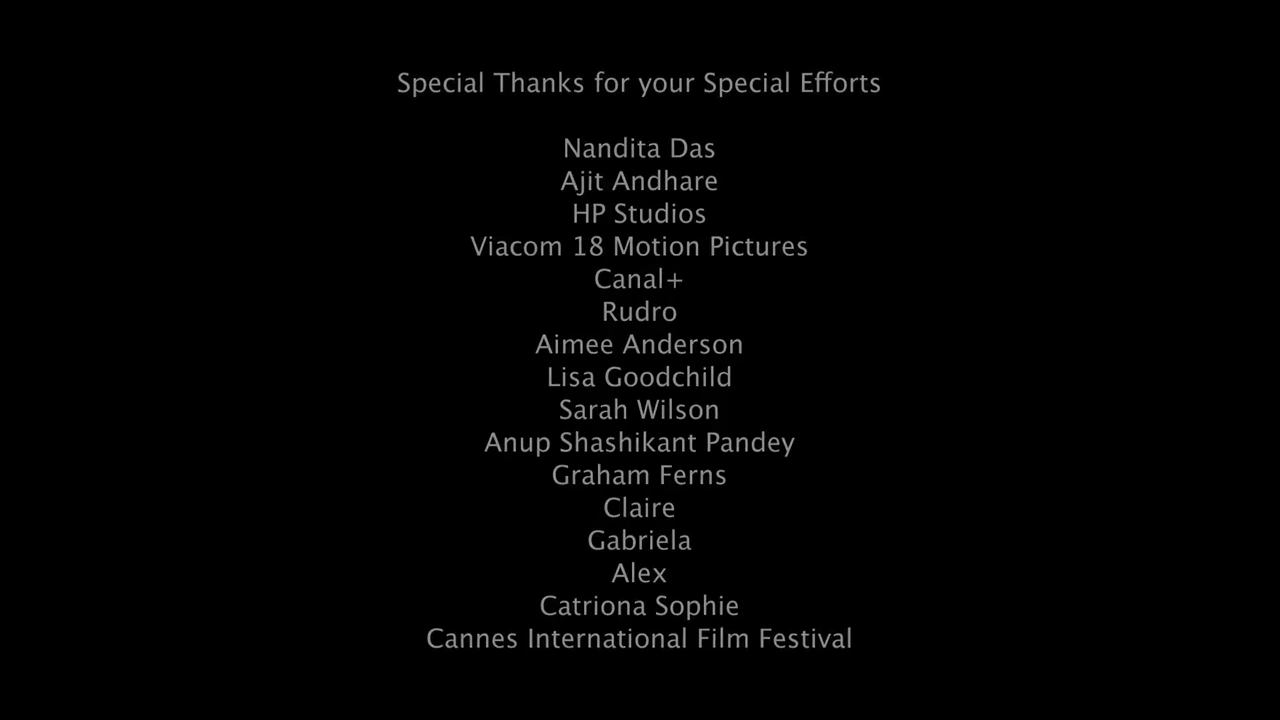 Special Thanks for your Special Efforts
Nandita Das
Ajit Andhare
HP Studios
Viacom 18 Motion Pictures
Canal+
Rudro
Aimee Anderson
Lisa Goodchild
Sarah Wilson
Anup Shashikant Pandey
Graham Ferns
Claire
Gabriela
Alex
Catriona Sophie
Cannes International Film Festival